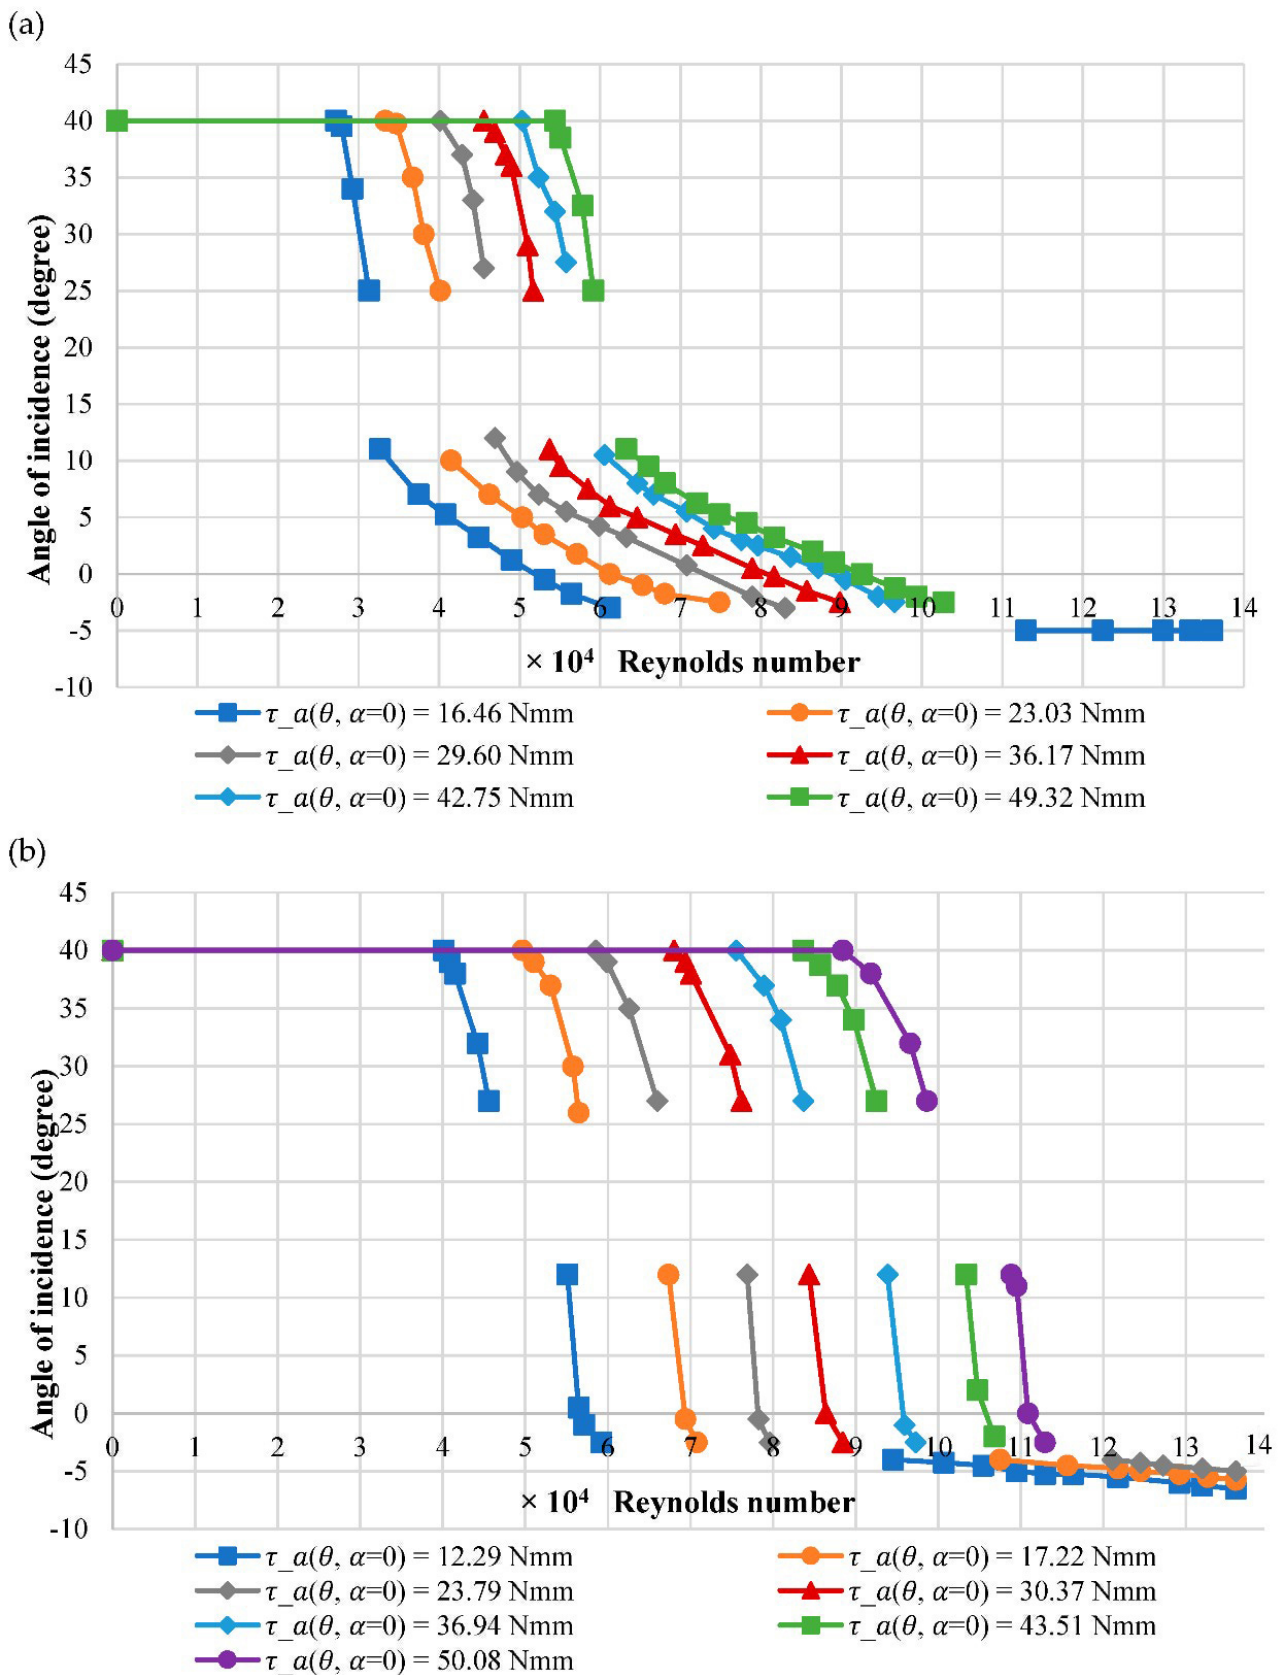 (a)
45
40
35
30
25
20
15
10
5
0
-5
-10
Angle of incidence (degree)
0 1 2 3 4 5 6 7 8 9 10 11 12 13 14
× 10⁴ Reynolds number
τ_a(θ, α=0) = 16.46 Nmm
τ_a(θ, α=0) = 23.03 Nmm
τ_a(θ, α=0) = 29.60 Nmm
τ_a(θ, α=0) = 36.17 Nmm
τ_a(θ, α=0) = 42.75 Nmm
τ_a(θ, α=0) = 49.32 Nmm
(b)
45
40
35
30
25
20
15
10
5
0
-5
-10
Angle of incidence (degree)
0 1 2 3 4 5 6 7 8 9 10 11 12 13 14
× 10⁴ Reynolds number
τ_a(θ, α=0) = 12.29 Nmm
τ_a(θ, α=0) = 17.22 Nmm
τ_a(θ, α=0) = 23.79 Nmm
τ_a(θ, α=0) = 30.37 Nmm
τ_a(θ, α=0) = 36.94 Nmm
τ_a(θ, α=0) = 43.51 Nmm
τ_a(θ, α=0) = 50.08 Nmm